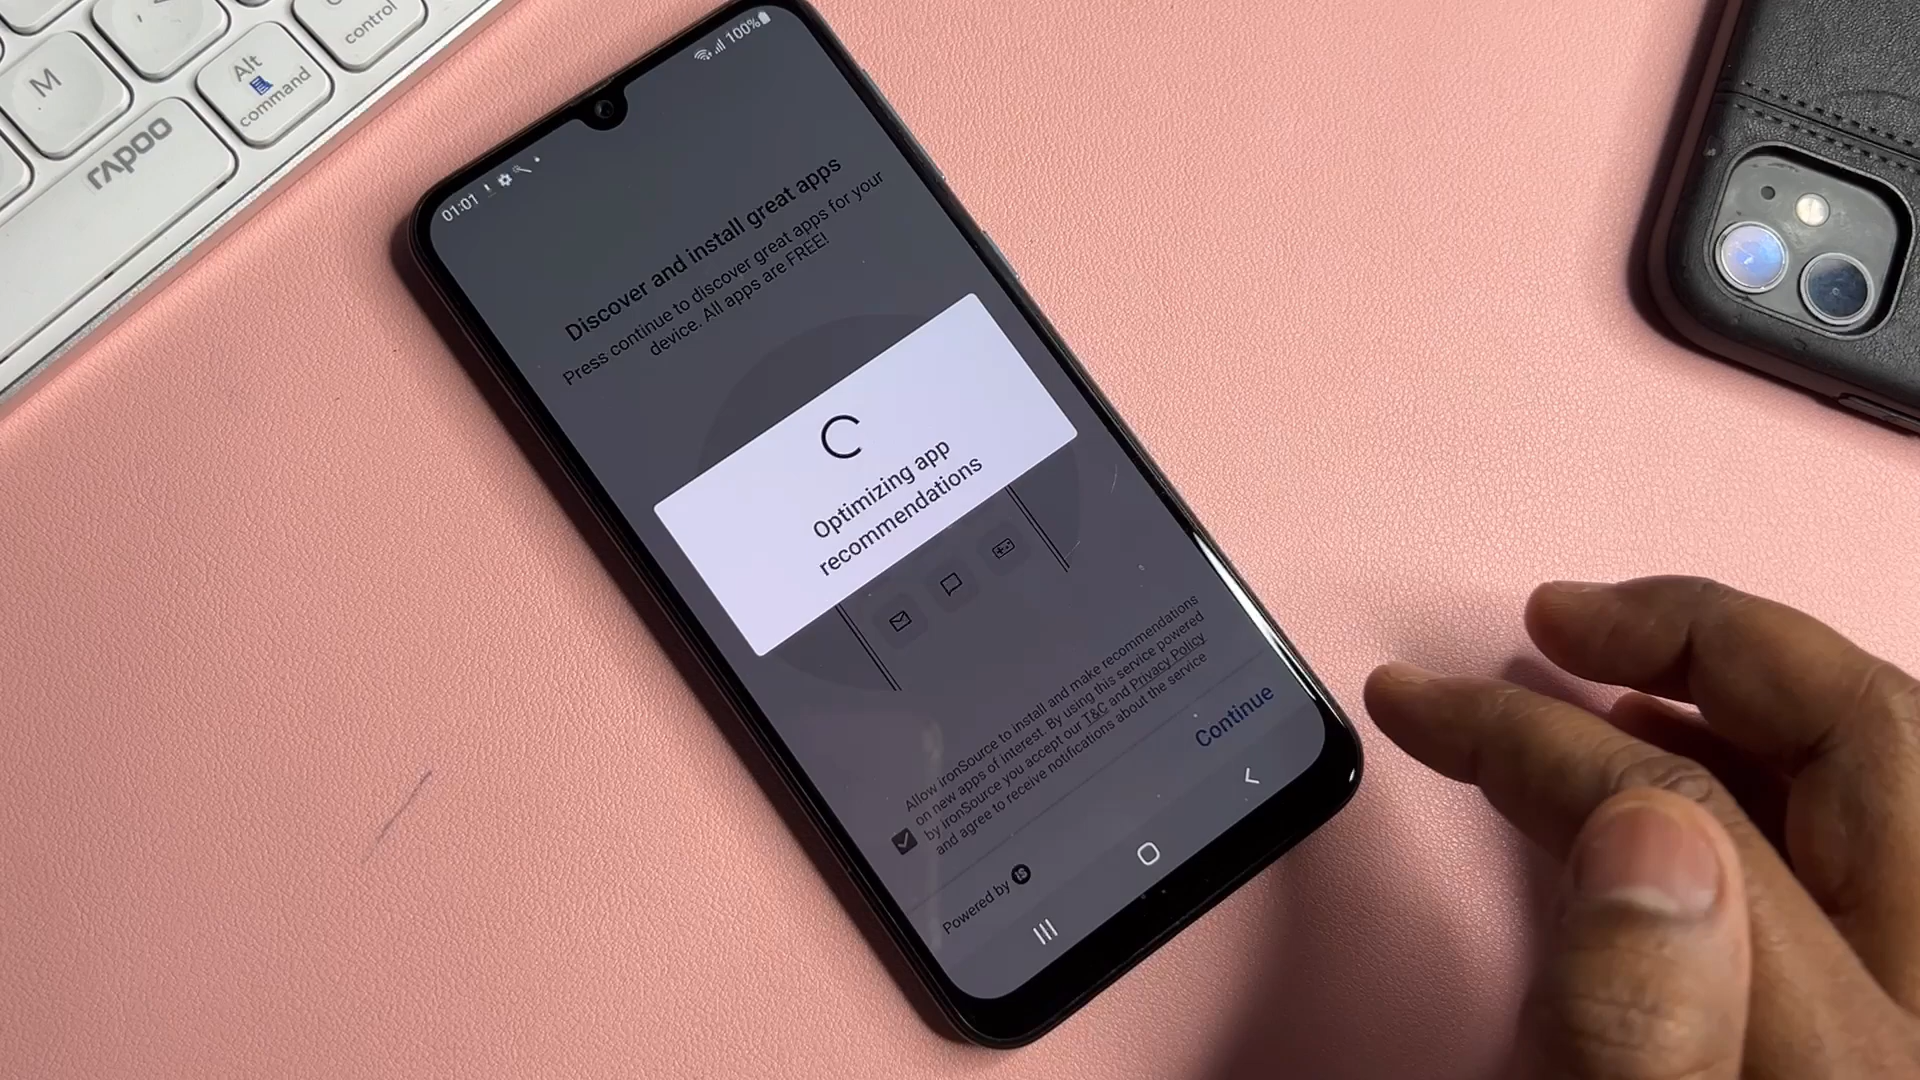 M
Alt
command
control
rapoo
01:01
100%
Discover and install great apps
Press continue to discover great apps for your
device. All apps are FREE!
Optimizing app
recommendations
Allow ironSource to install and make recommendations
on new apps of interest. By using this service powered
by ironSource you accept our T&C and Privacy Policy
and agree to receive notifications about the service
Continue
Powered by is